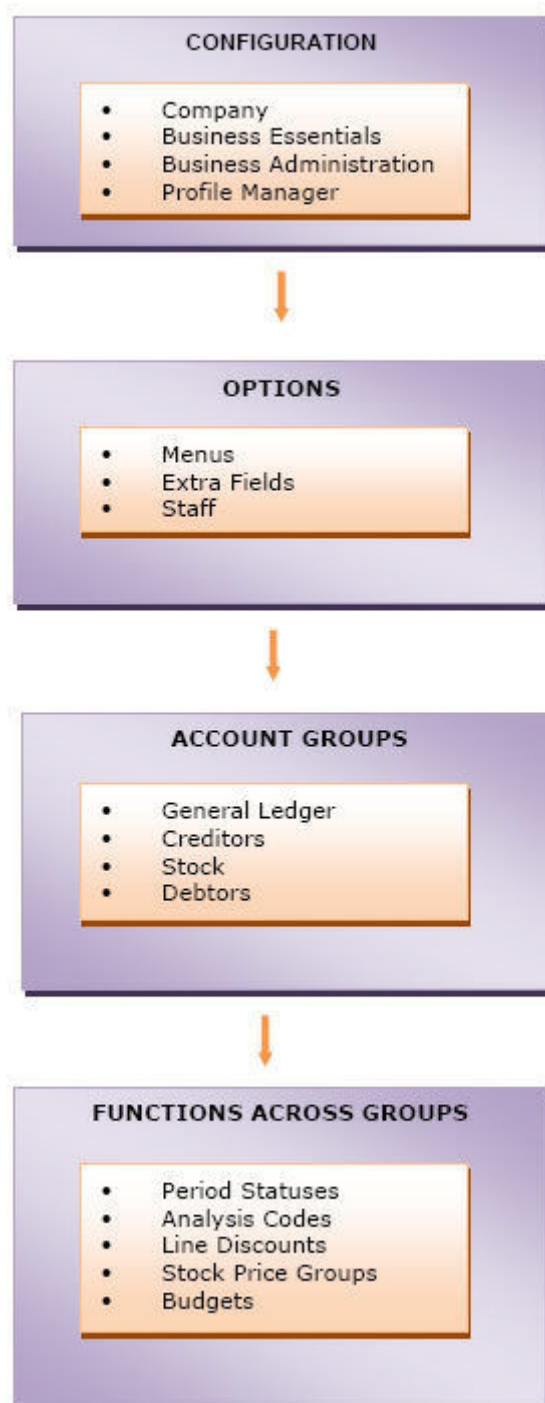 CONFIGURATION
• Company
• Business Essentials
• Business Administration
• Profile Manager
OPTIONS
• Menus
• Extra Fields
• Staff
ACCOUNT GROUPS
• General Ledger
• Creditors
• Stock
• Debtors
FUNCTIONS ACROSS GROUPS
• Period Statuses
• Analysis Codes
• Line Discounts
• Stock Price Groups
• Budgets